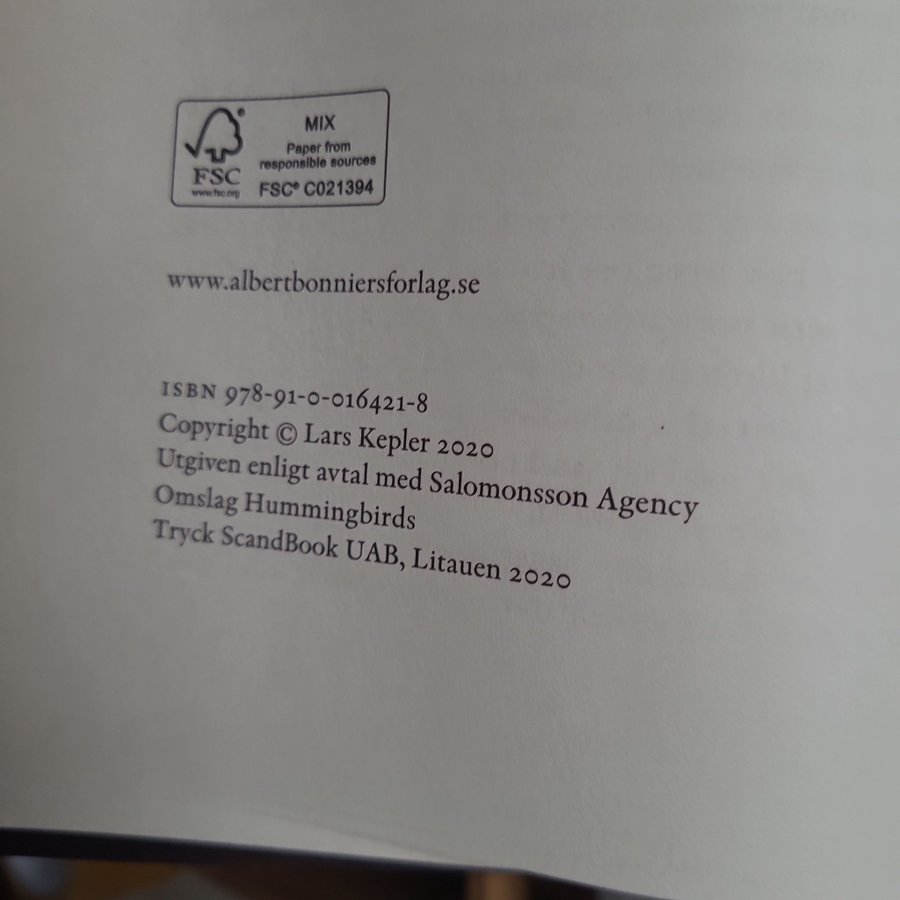 MIX
Paper from
responsible sources
FSC® C021394
FSC
www.fsc.org
www.albertbonniersforlag.se
ISBN 978-91-0-016421-8
Copyright © Lars Kepler 2020
Utgiven enligt avtal med Salomonsson Agency
Omslag Hummingbirds
Tryck ScandBook UAB, Litauen 2020